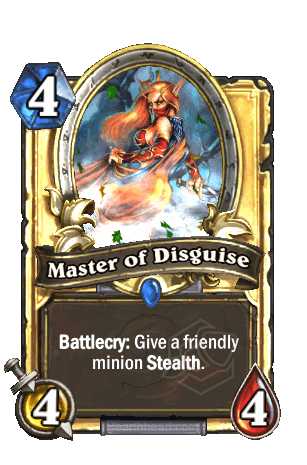 4
Master of Disguise
Battlecry: Give a friendly
minion Stealth.
4
4